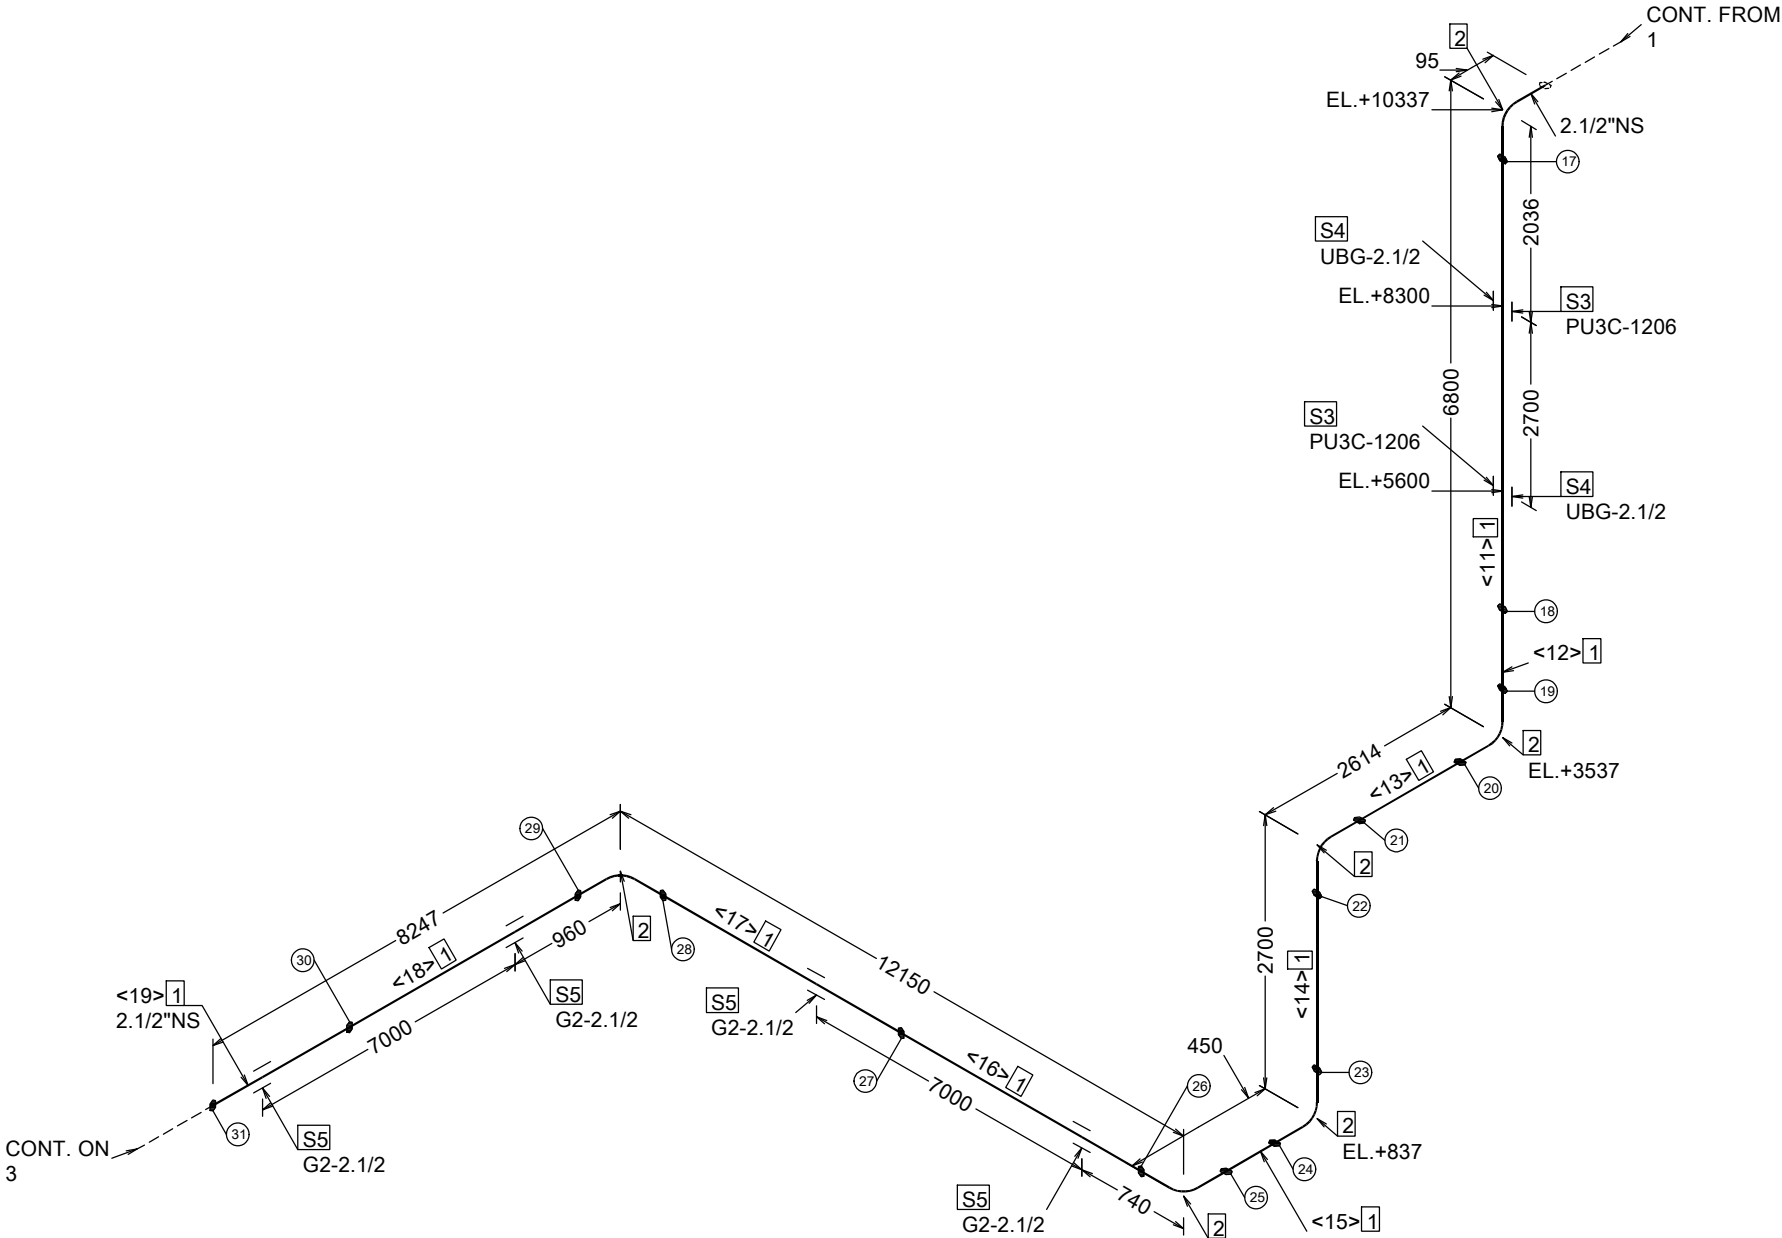 CONT. FROM
1
2
95
EL.+10337
2.1/2"NS
17
2036
S4
UBG-2.1/2
EL.+8300
S3
PU3C-1206
6800
2700
S3
PU3C-1206
EL.+5600
S4
UBG-2.1/2
<11>1
18
<12>1
19
2
EL.+3537
2614
<13>1
20
21
2
22
2700
<14>1
23
2
EL.+837
24
450
25
<15>1
26
2
740
S5
G2-2.1/2
<16>1
7000
27
12150
S5
G2-2.1/2
<17>1
28
2
29
960
S5
G2-2.1/2
8247
<18>1
30
7000
<19>1
2.1/2"NS
S5
G2-2.1/2
31
CONT. ON
3